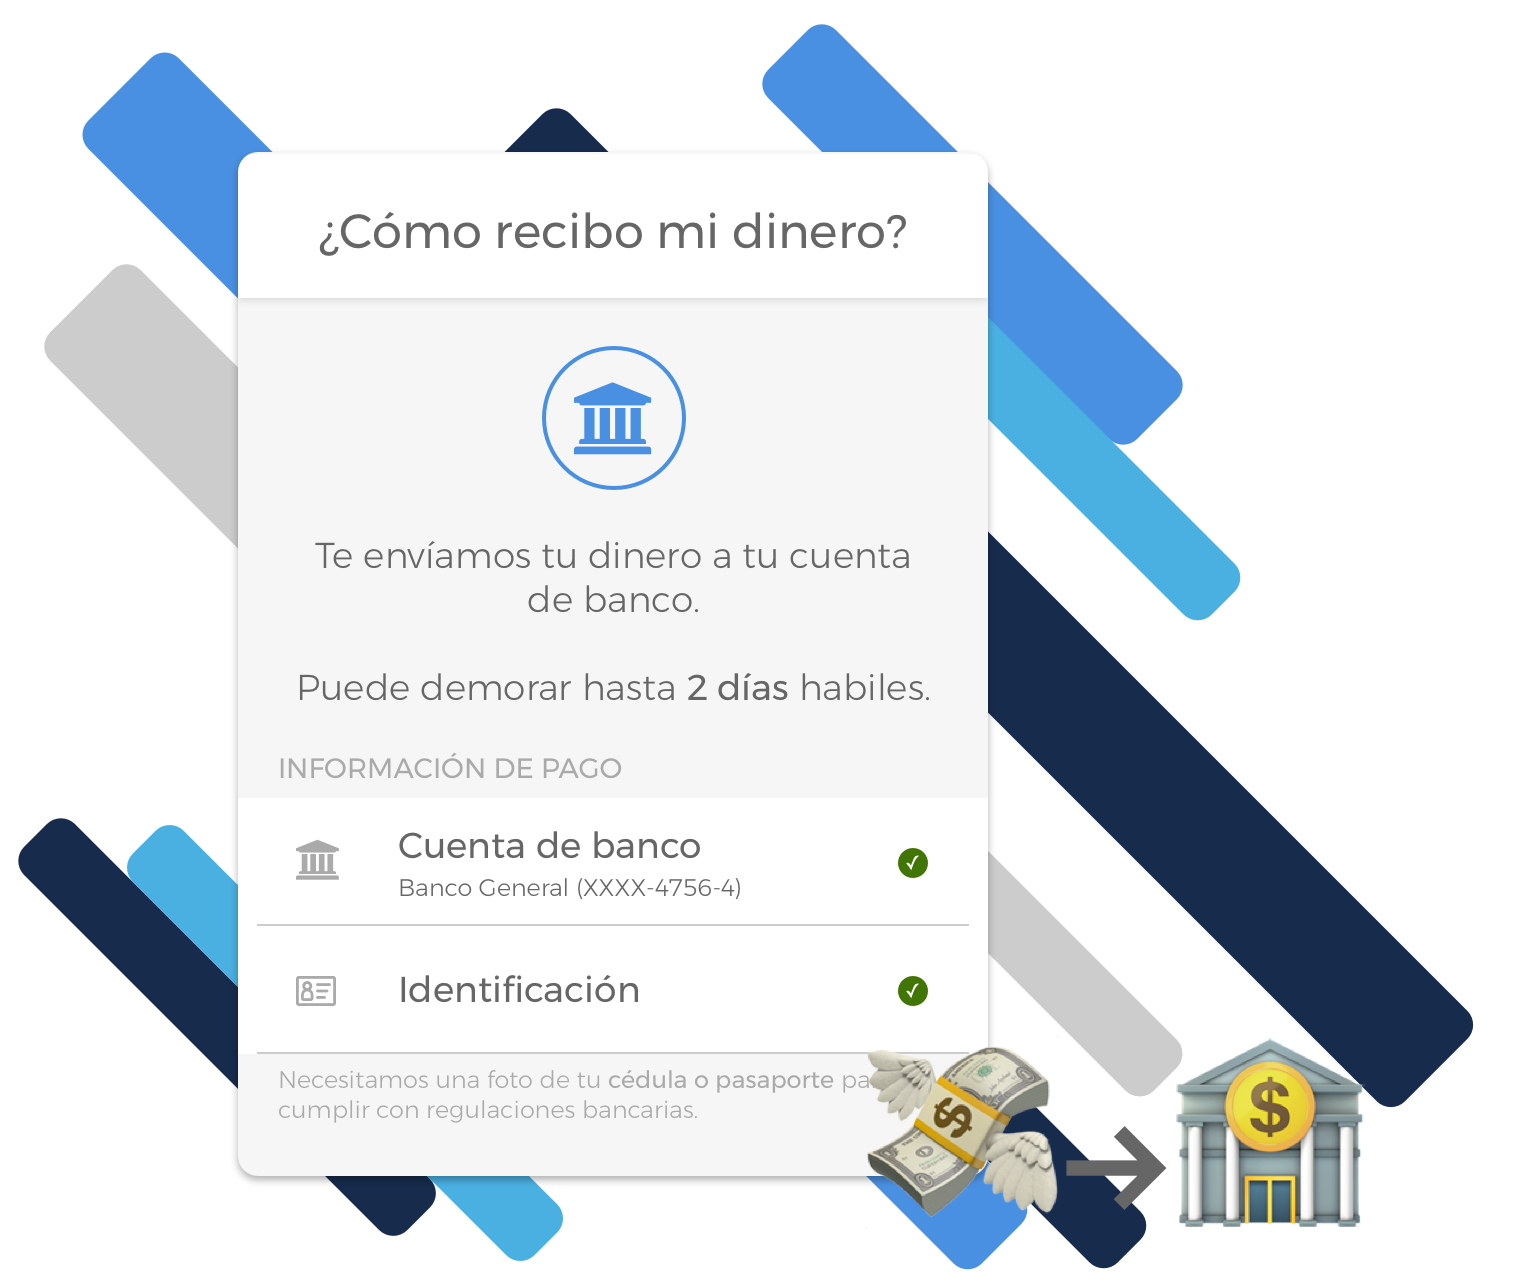 ¿Cómo recibo mi dinero?
Te envíamos tu dinero a tu cuenta
de banco.
Puede demorar hasta 2 días habiles.
INFORMACIÓN DE PAGO
Cuenta de banco
Banco General (XXXX-4756-4)
Identificación
Necesitamos una foto de tu cédula o pasaporte pa
cumplir con regulaciones bancarias.
$
$